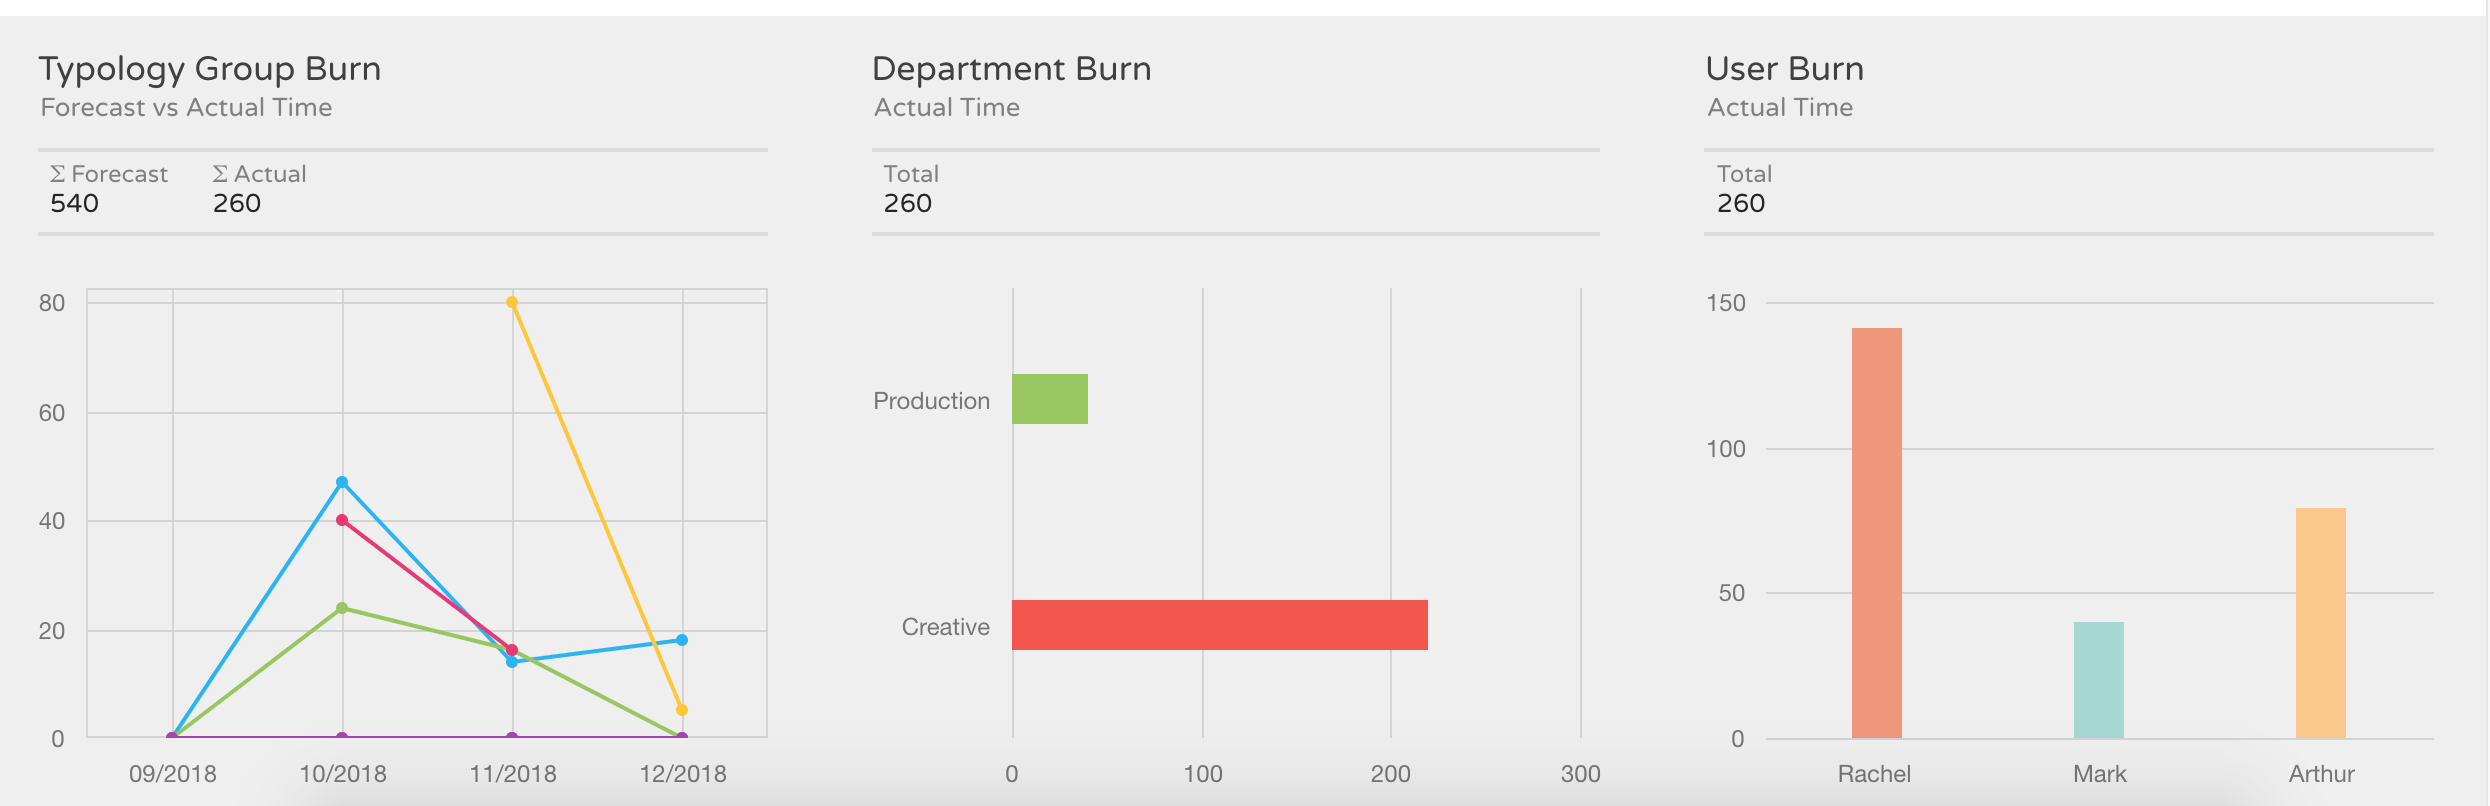 Typology Group Burn
Forecast vs Actual Time
Σ Forecast Σ Actual
540 260
80
60
40
20
0
09/2018 10/2018 11/2018 12/2018
Department Burn
Actual Time
Total
260
Production
Creative
0 100 200 300
User Burn
Actual Time
Total
260
150
100
50
0
Rachel Mark Arthur